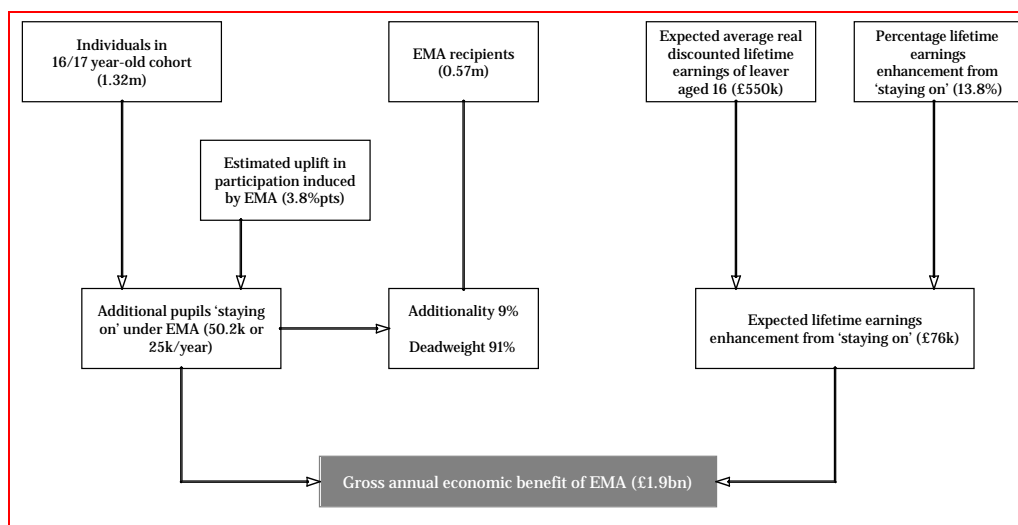 Individuals in
16/17 year-old cohort
(1.32m)
EMA recipients
(0.57m)
Expected average real
discounted lifetime
earnings of leaver
aged 16 (£550k)
Percentage lifetime
earnings
enhancement from
‘staying on’ (13.8%)
Estimated uplift in
participation induced
by EMA (3.8%pts)
Additional pupils ‘staying
on’ under EMA (50.2k or
25k/year)
Additionality 9%
Deadweight 91%
Expected lifetime earnings
enhancement from ‘staying on’ (£76k)
Gross annual economic benefit of EMA (£1.9bn)